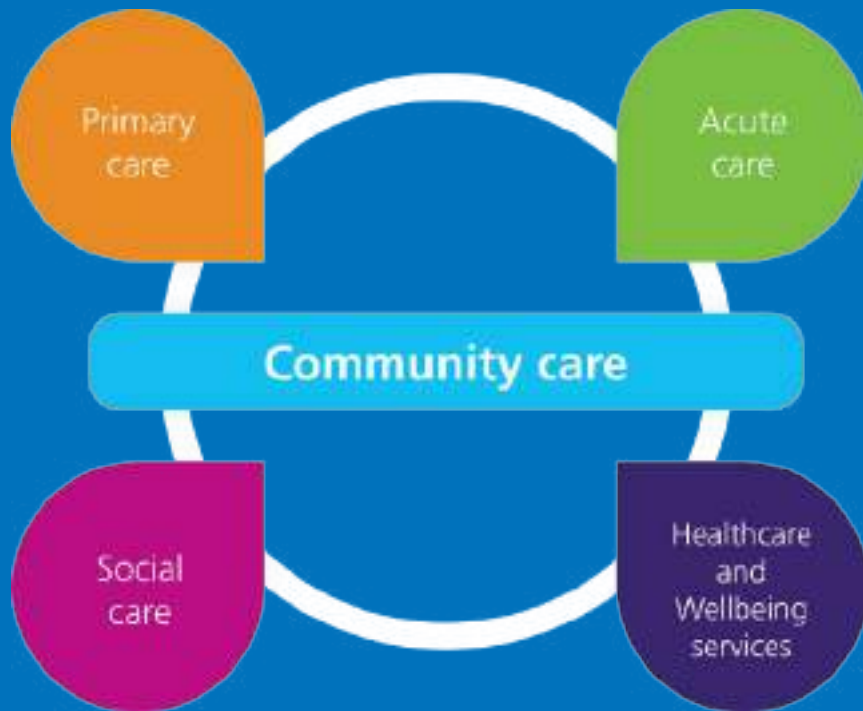 Primary
care
Acute
care
Community care
Social
care
Healthcare
and
Wellbeing
services